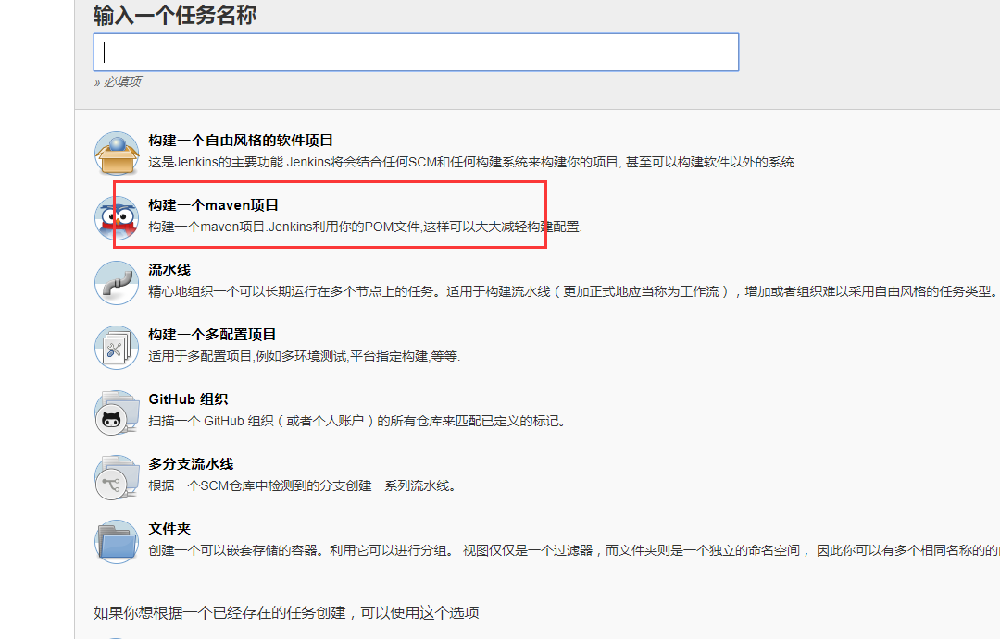 输入一个任务名称
» 必填项
构建一个自由风格的软件项目
这是Jenkins的主要功能.Jenkins将会结合任何SCM和任何构建系统来构建你的项目, 甚至可以构建软件以外的系统.
构建一个maven项目
构建一个maven项目.Jenkins利用你的POM文件,这样可以大大减轻构建配置.
流水线
精心地组织一个可以长期运行在多个节点上的任务。适用于构建流水线（更加正式地应当称为工作流），增加或者组织难以采用自由风格的任务类型。
构建一个多配置项目
适用于多配置项目,例如多环境测试,平台指定构建,等等.
GitHub 组织
扫描一个 GitHub 组织（或者个人账户）的所有仓库来匹配已定义的标记。
多分支流水线
根据一个SCM仓库中检测到的分支创建一系列流水线。
文件夹
创建一个可以嵌套存储的容器。利用它可以进行分组。 视图仅仅是一个过滤器，而文件夹则是一个独立的命名空间， 因此你可以有多个相同名称的的
如果你想根据一个已经存在的任务创建，可以使用这个选项